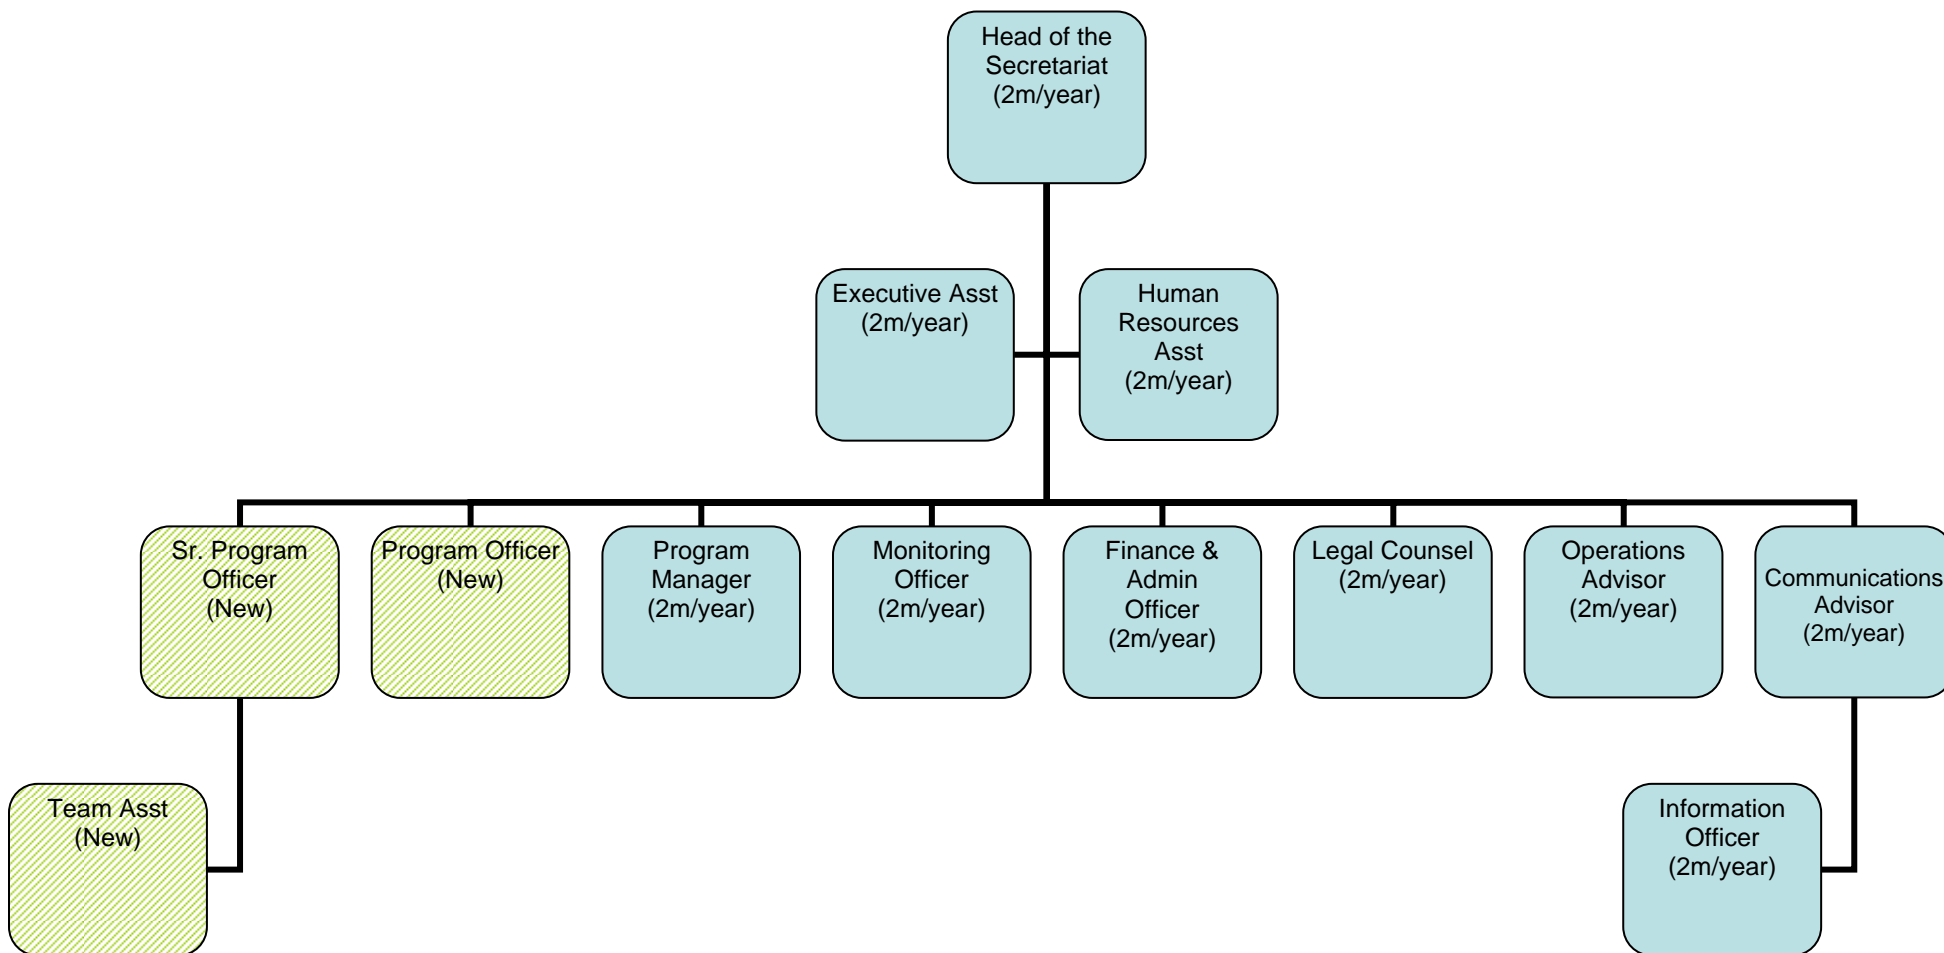 Head of the
Secretariat
(2m/year)
Executive Asst
(2m/year)
Human
Resources
Asst
(2m/year)
Sr. Program
Officer
(New)
Program Officer
(New)
Program
Manager
(2m/year)
Monitoring
Officer
(2m/year)
Finance &
Admin
Officer
(2m/year)
Legal Counsel
(2m/year)
Operations
Advisor
(2m/year)
Communications
Advisor
(2m/year)
Team Asst
(New)
Information
Officer
(2m/year)